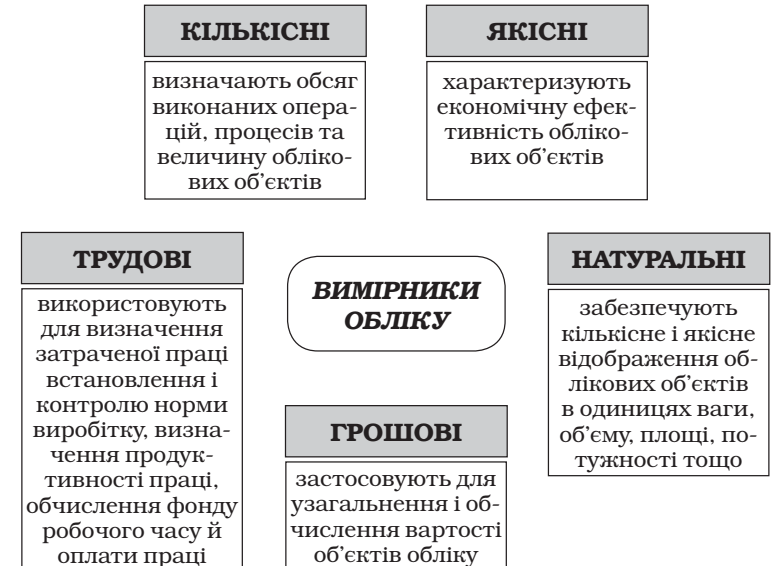 КІЛЬКІСНІ
визначають обсяг
виконаних опера-
цій, процесів та
величину обліко-
вих об’єктів
ЯКІСНІ
характеризують
економічну ефек-
тивність обліко-
вих об’єктів
ТРУДОВІ
використовують
для визначення
затраченої праці
встановлення і
контролю норми
виробітку, визна-
чення продук-
тивності праці,
обчислення фонду
робочого часу й
оплати праці
ВИМІРНИКИ
ОБЛІКУ
ГРОШОВІ
застосовують для
узагальнення і об-
числення вартості
об’єктів обліку
НАТУРАЛЬНІ
забезпечують
кількісне і якісне
відображення об-
лікових об’єктів
в одиницях ваги,
об’єму, площі, по-
тужності тощо